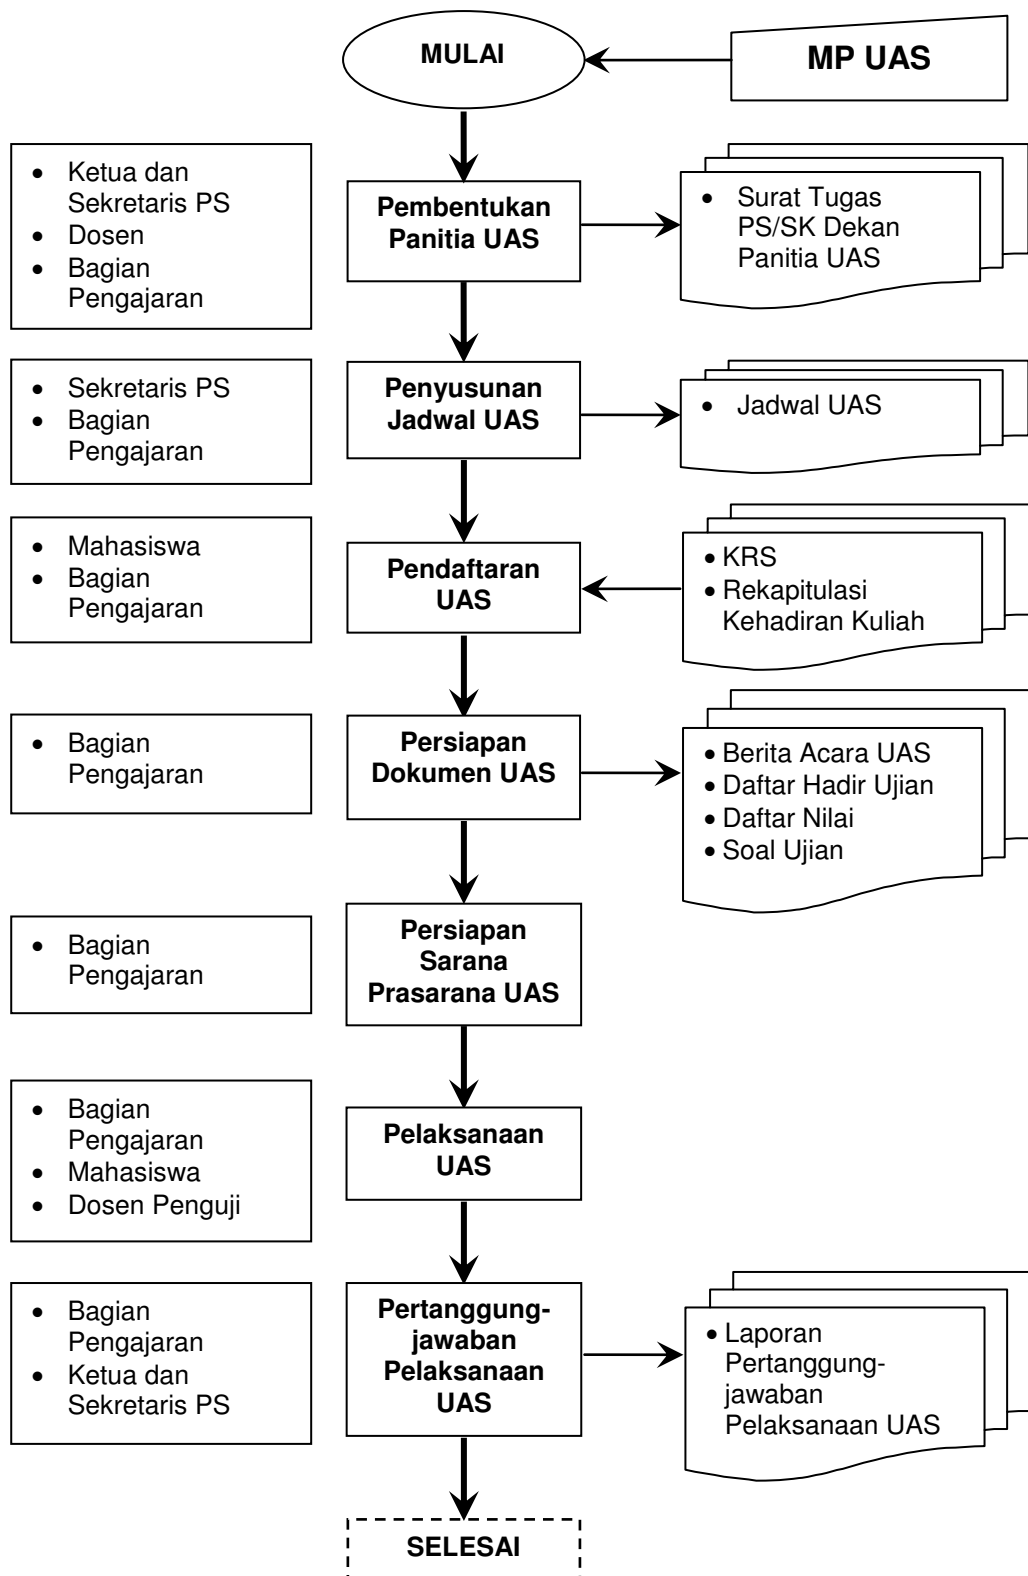 MULAI
MP UAS
• Ketua dan
Sekretaris PS
• Dosen
• Bagian
Pengajaran
Pembentukan
Panitia UAS
• Surat Tugas
PS/SK Dekan
Panitia UAS
• Sekretaris PS
• Bagian
Pengajaran
Penyusunan
Jadwal UAS
• Jadwal UAS
• Mahasiswa
• Bagian
Pengajaran
Pendaftaran
UAS
• KRS
• Rekapitulasi
Kehadiran Kuliah
• Bagian
Pengajaran
Persiapan
Dokumen UAS
• Berita Acara UAS
• Daftar Hadir Ujian
• Daftar Nilai
• Soal Ujian
• Bagian
Pengajaran
Persiapan
Sarana
Prasarana UAS
• Bagian
Pengajaran
• Mahasiswa
• Dosen Penguji
Pelaksanaan
UAS
• Bagian
Pengajaran
• Ketua dan
Sekretaris PS
Pertanggung-
jawaban
Pelaksanaan
UAS
• Laporan
Pertanggung-
jawaban
Pelaksanaan UAS
SELESAI